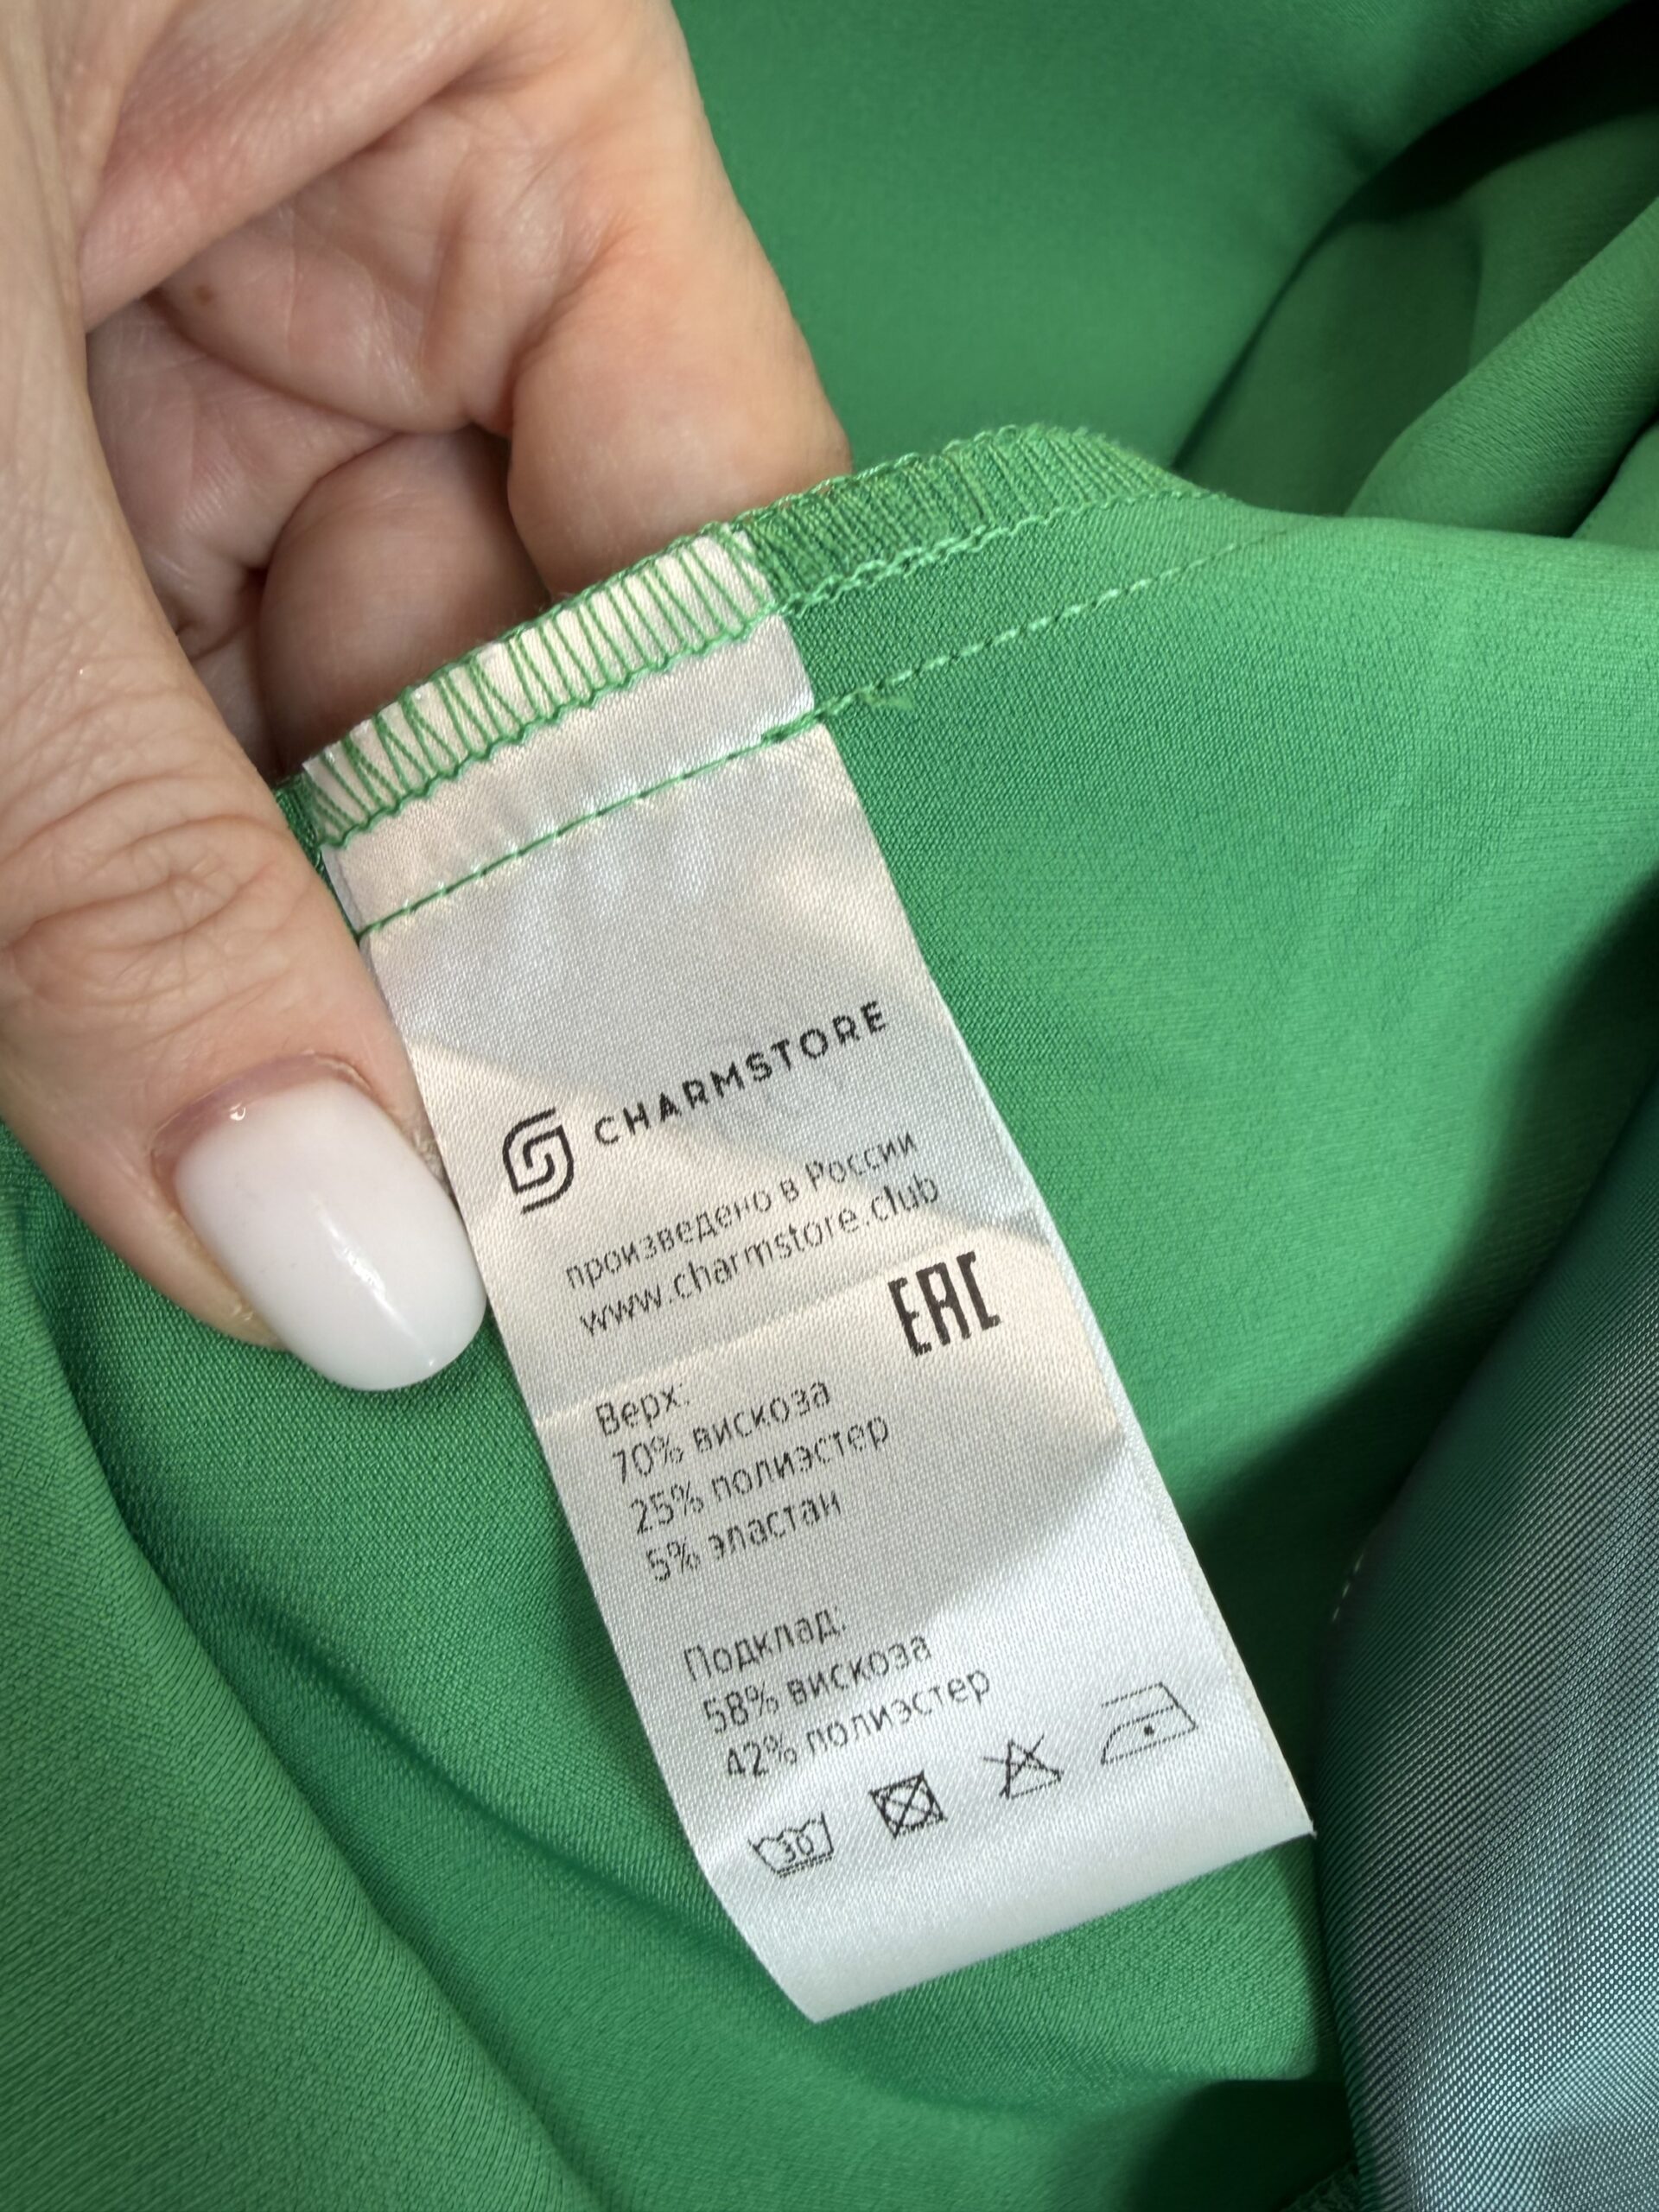 CHARMSTORE
произведено в России
www.charmstore.club
EAC
Верх:
70% вискоза
25% полиэстер
5% эластан
Подклад:
58% вискоза
42% полиэстер
30